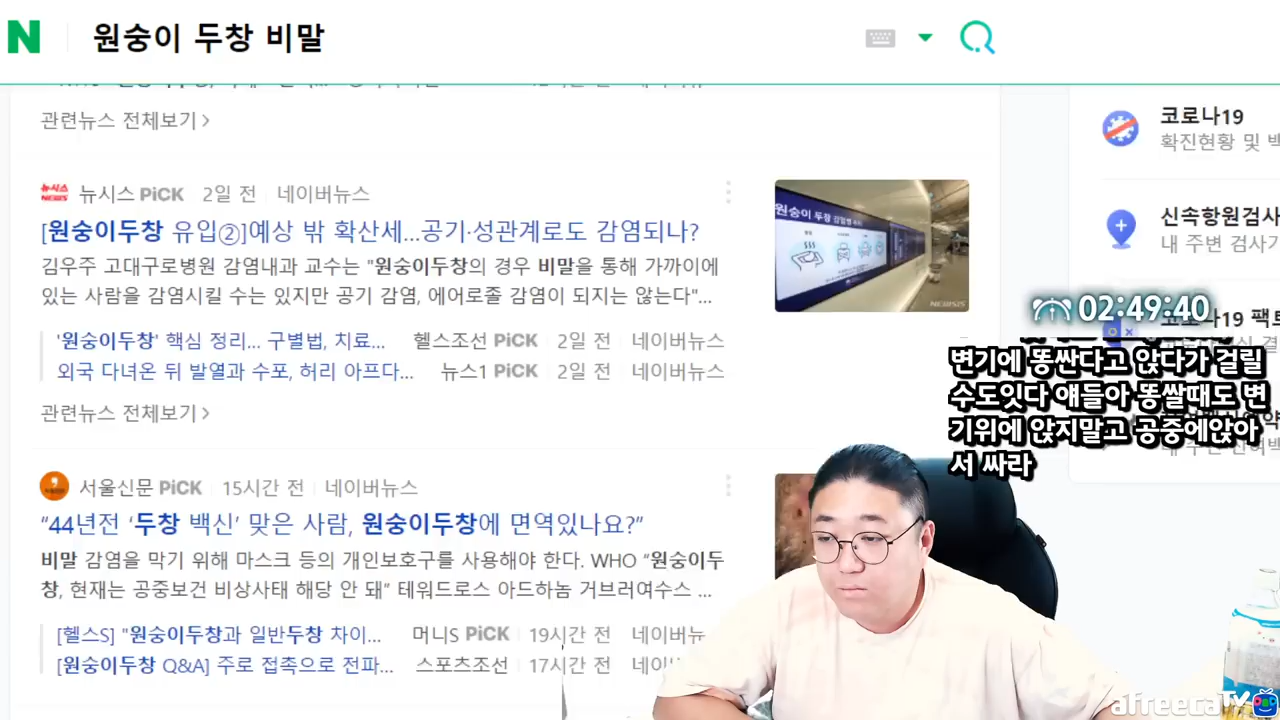 N 원숭이 두창 비말
관련뉴스 전체보기 >
뉴시스 PiCK 2일 전 네이버뉴스
[원숭이두창 유입②]예상 밖 확산세...공기·성관계로도 감염되나?
김우주 고대구로병원 감염내과 교수는 "원숭이두창의 경우 비말을 통해 가까이에
있는 사람을 감염시킬 수는 있지만 공기 감염, 에어로졸 감염이 되지는 않는다"...
'원숭이두창' 핵심 정리... 구별법, 치료... 헬스조선 PiCK 2일 전 네이버뉴스
외국 다녀온 뒤 발열과 수포, 허리 아프다... 뉴스1 PiCK 2일 전 네이버뉴스
관련뉴스 전체보기 >
서울신문 PiCK 15시간 전 네이버뉴스
“44년전 ‘두창 백신’ 맞은 사람, 원숭이두창에 면역있나요?”
비말 감염을 막기 위해 마스크 등의 개인보호구를 사용해야 한다. WHO “원숭이두
창, 현재는 공중보건 비상사태 해당 안 돼” 테워드로스 아드하놈 거브러여수스 ...
[헬스S] "원숭이두창과 일반두창 차이... 머니S PiCK 19시간 전 네이버뉴
[원숭이두창 Q&A] 주로 접촉으로 전파... 스포츠조선 17시간 전 네이
원숭이 두창
NEWSIS
코로나19
확진현황 및 백
신속항원검사
내 주변 검사기
02:49:40
코로나19 팩트
변기에 똥싼다고 앉다가 걸릴
수도잇다 얘들아 똥쌀때도 변
기위에 앉지말고 공중에앉아
서 싸라
afreecaTV